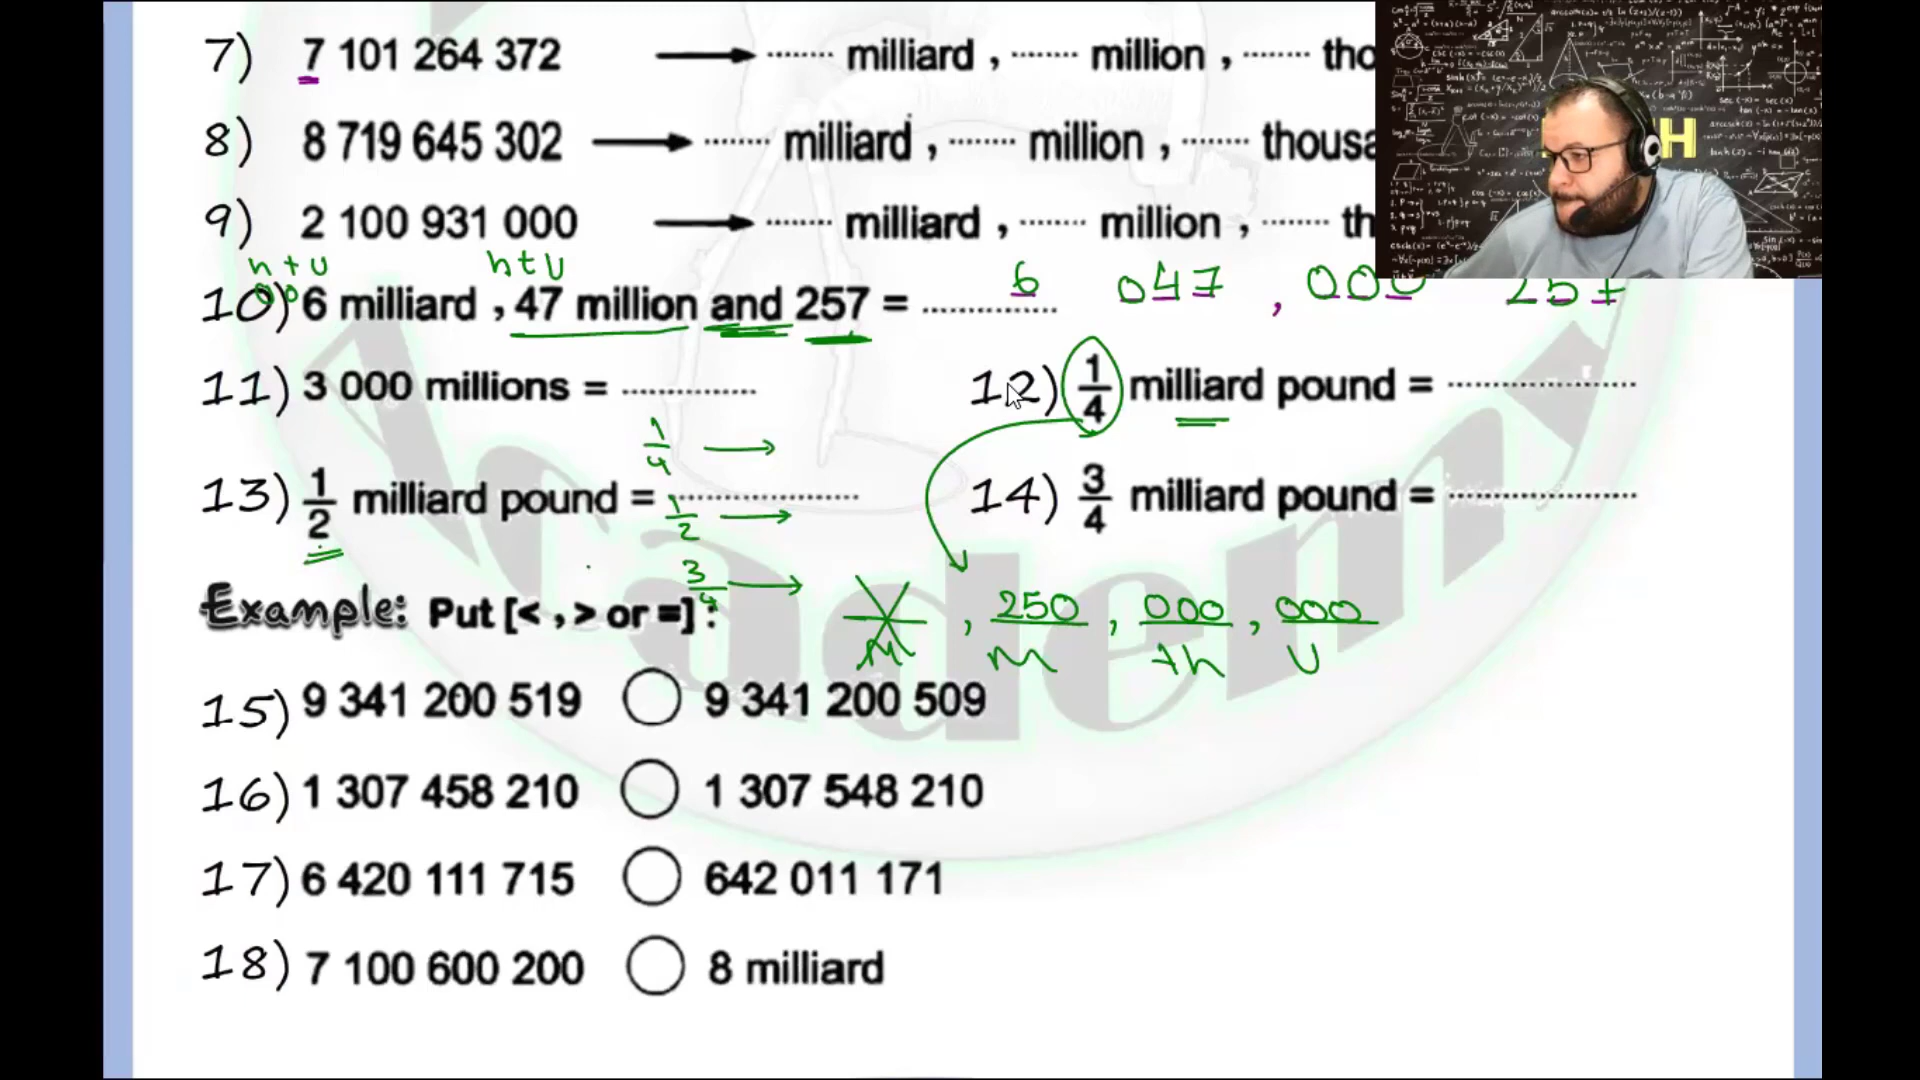 7) 7 101 264 372 → ........ milliard , ........ million , ........ tho
8) 8 719 645 302 → ........ milliard , ........ million , ........ thousa
9) 2 100 931 000 → ........ milliard , ........ million , ........ th
h t U h t U
10) 6 milliard , 47 million and 257 = .............. 6 047 , 000 257
00
11) 3 000 millions = ..............
12) 1/4 milliard pound = ....................
1/4 →
13) 1/2 milliard pound = ....................
14) 3/4 milliard pound = ....................
1/2 →
3/4 →
Example: Put [< , > or =] :
, 250 , 000 , 000
M M th U
15) 9 341 200 519 ◯ 9 341 200 509
16) 1 307 458 210 ◯ 1 307 548 210
17) 6 420 111 715 ◯ 642 011 171
18) 7 100 600 200 ◯ 8 milliard
H
Academy